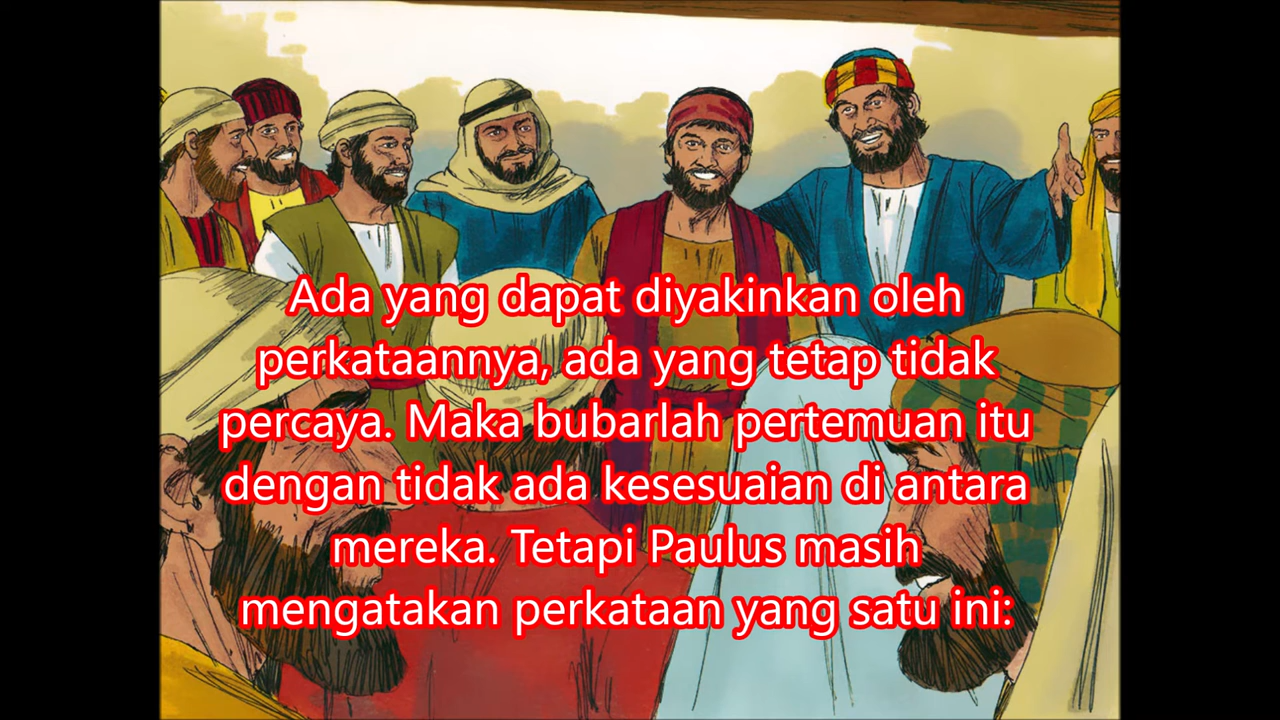 Ada yang dapat diyakinkan oleh
perkataannya, ada yang tetap tidak
percaya. Maka bubarlah pertemuan itu
dengan tidak ada kesesuaian di antara
mereka. Tetapi Paulus masih
mengatakan perkataan yang satu ini: